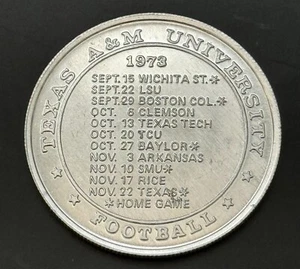 TEXAS A&M UNIVERSITY
1973
SEPT. 15 WICHITA ST.*
SEPT. 22 LSU
SEPT. 29 BOSTON COL.*
OCT. 6 CLEMSON
OCT. 13 TEXAS TECH
OCT. 20 TCU
OCT. 27 BAYLOR*
NOV. 3 ARKANSAS
NOV. 10 SMU*
NOV. 17 RICE
NOV. 22 TEXAS*
*HOME GAME
FOOTBALL